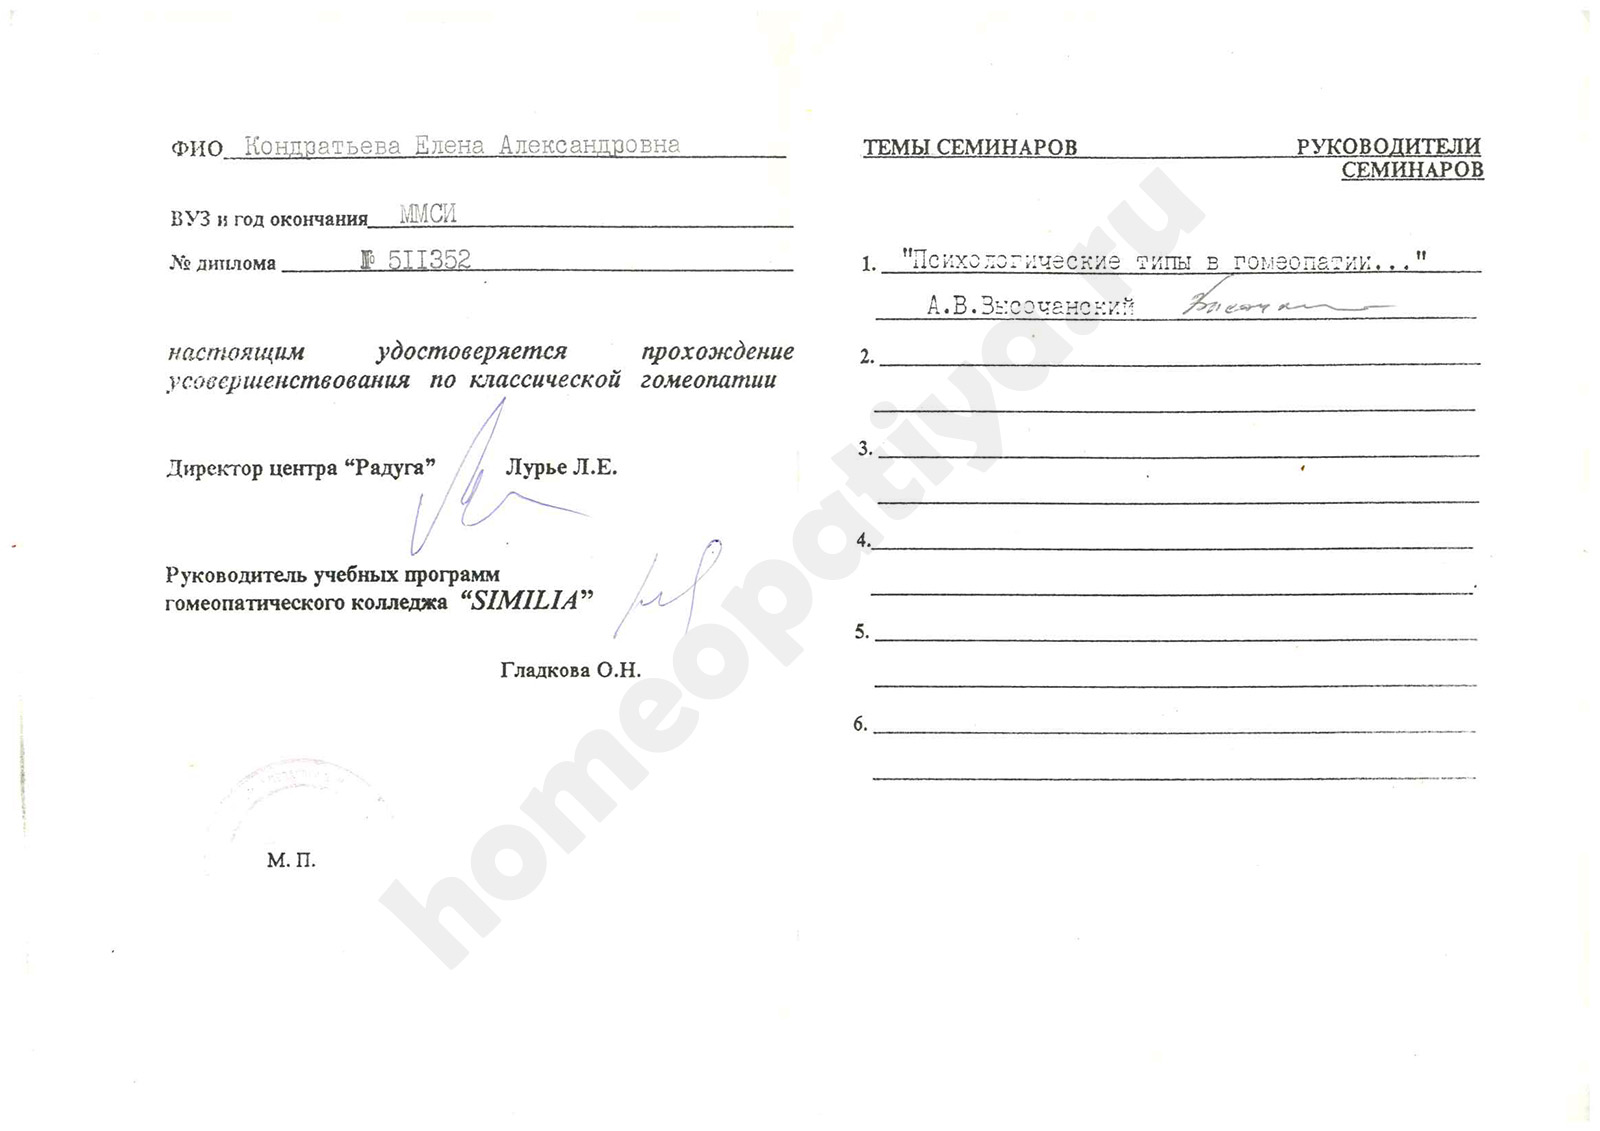 ФИО Кондратьева Елена Александровна
ВУЗ и год окончания ММСИ
№ диплома № 5II352
настоящим удостоверяется прохождение
усовершенствования по классической гомеопатии
Директор центра “Радуга” Лурье Л.Е.
Руководитель учебных программ
гомеопатического колледжа “SIMILIA”
Гладкова О.Н.
М. П.
ТЕМЫ СЕМИНАРОВ РУКОВОДИТЕЛИ
СЕМИНАРОВ
1. "Психологические типы в гомеопатии..."
А.В.Высочанский
2.
3.
4.
5.
6.
homeopatiya.ru